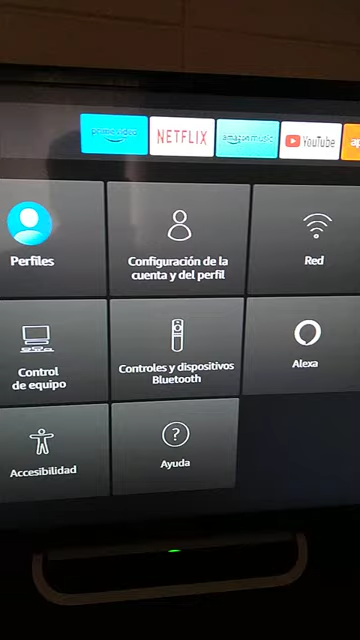 prime video
NETFLIX
amazon music
YouTube
Perfiles
Configuración de la
cuenta y del perfil
Red
Control
de equipo
Controles y dispositivos
Bluetooth
Alexa
Accesibilidad
Ayuda
?